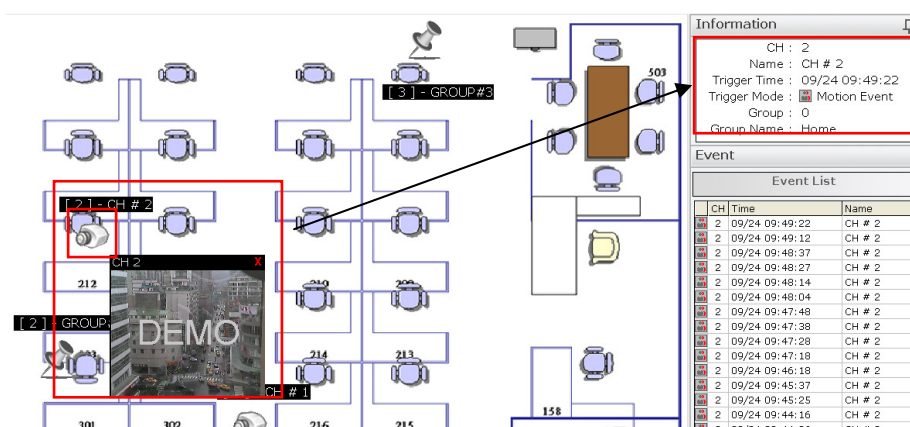 Information
CH : 2
Name : CH # 2
Trigger Time : 09/24 09:49:22
Trigger Mode : Motion Event
Group : 0
Group Name : Home
Event
Event List
CH Time Name
2 09/24 09:49:22 CH # 2
2 09/24 09:49:12 CH # 2
2 09/24 09:48:37 CH # 2
2 09/24 09:48:27 CH # 2
2 09/24 09:48:14 CH # 2
2 09/24 09:48:04 CH # 2
2 09/24 09:47:48 CH # 2
2 09/24 09:47:38 CH # 2
2 09/24 09:47:28 CH # 2
2 09/24 09:47:18 CH # 2
2 09/24 09:46:18 CH # 2
2 09/24 09:45:37 CH # 2
2 09/24 09:45:25 CH # 2
2 09/24 09:44:16 CH # 2
503
[ 3 ] - GROUP#3
[ 2 ] - CH # 2
CH 2 X
212
DEMO
[ 2 ] - GROUP
214 213
CH # 1
158
301 302 216 215